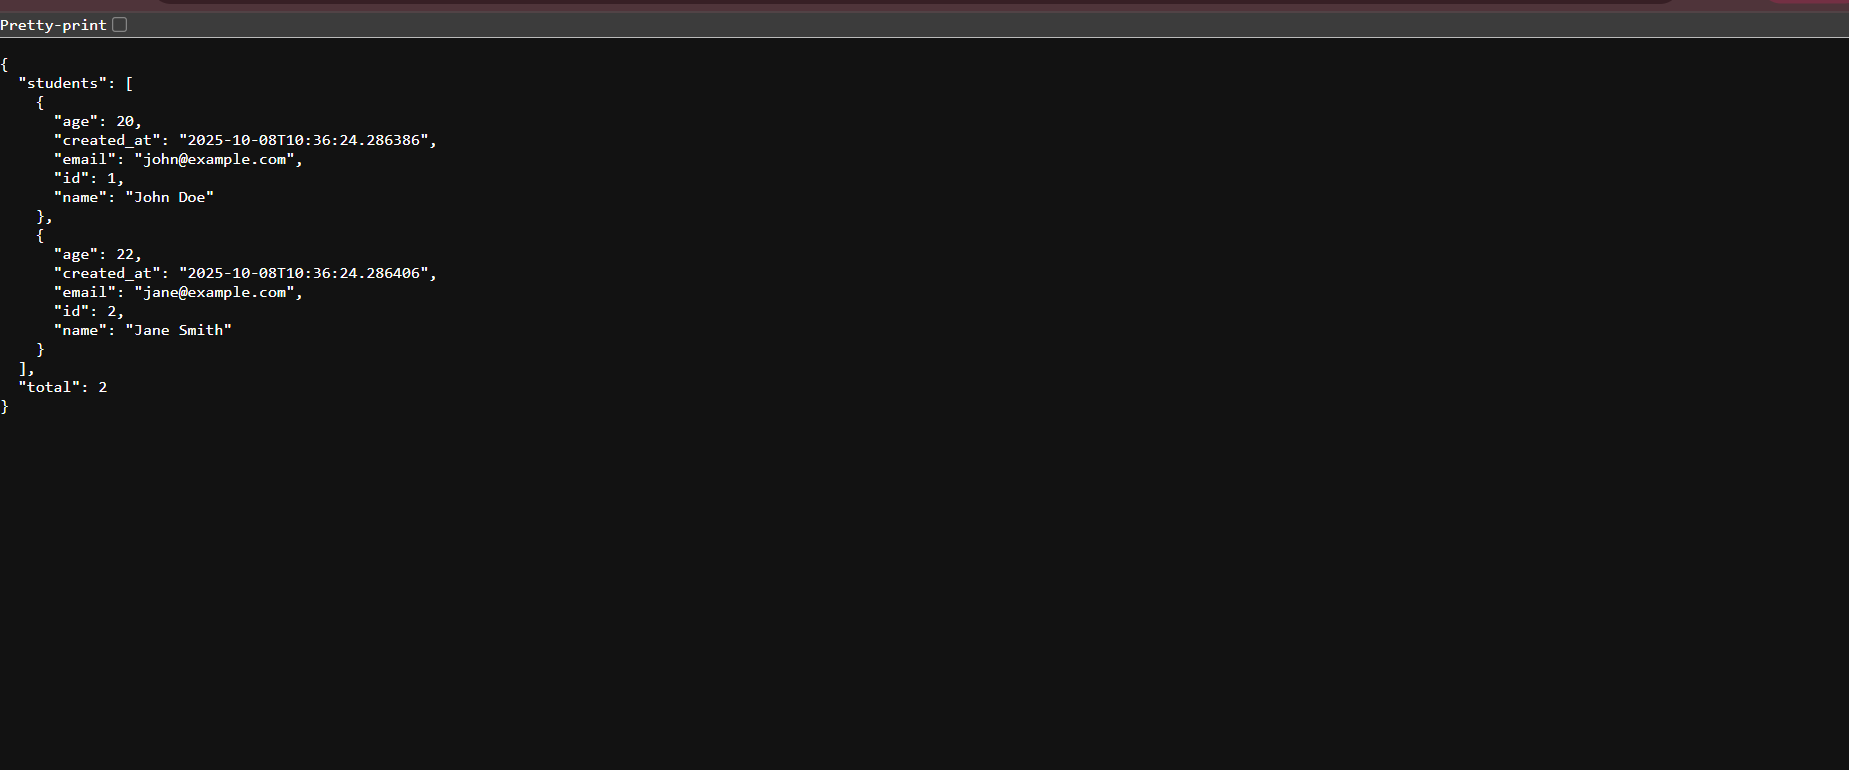 Pretty-print
{
  "students": [
    {
      "age": 20,
      "created_at": "2025-10-08T10:36:24.286386",
      "email": "john@example.com",
      "id": 1,
      "name": "John Doe"
    },
    {
      "age": 22,
      "created_at": "2025-10-08T10:36:24.286406",
      "email": "jane@example.com",
      "id": 2,
      "name": "Jane Smith"
    }
  ],
  "total": 2
}